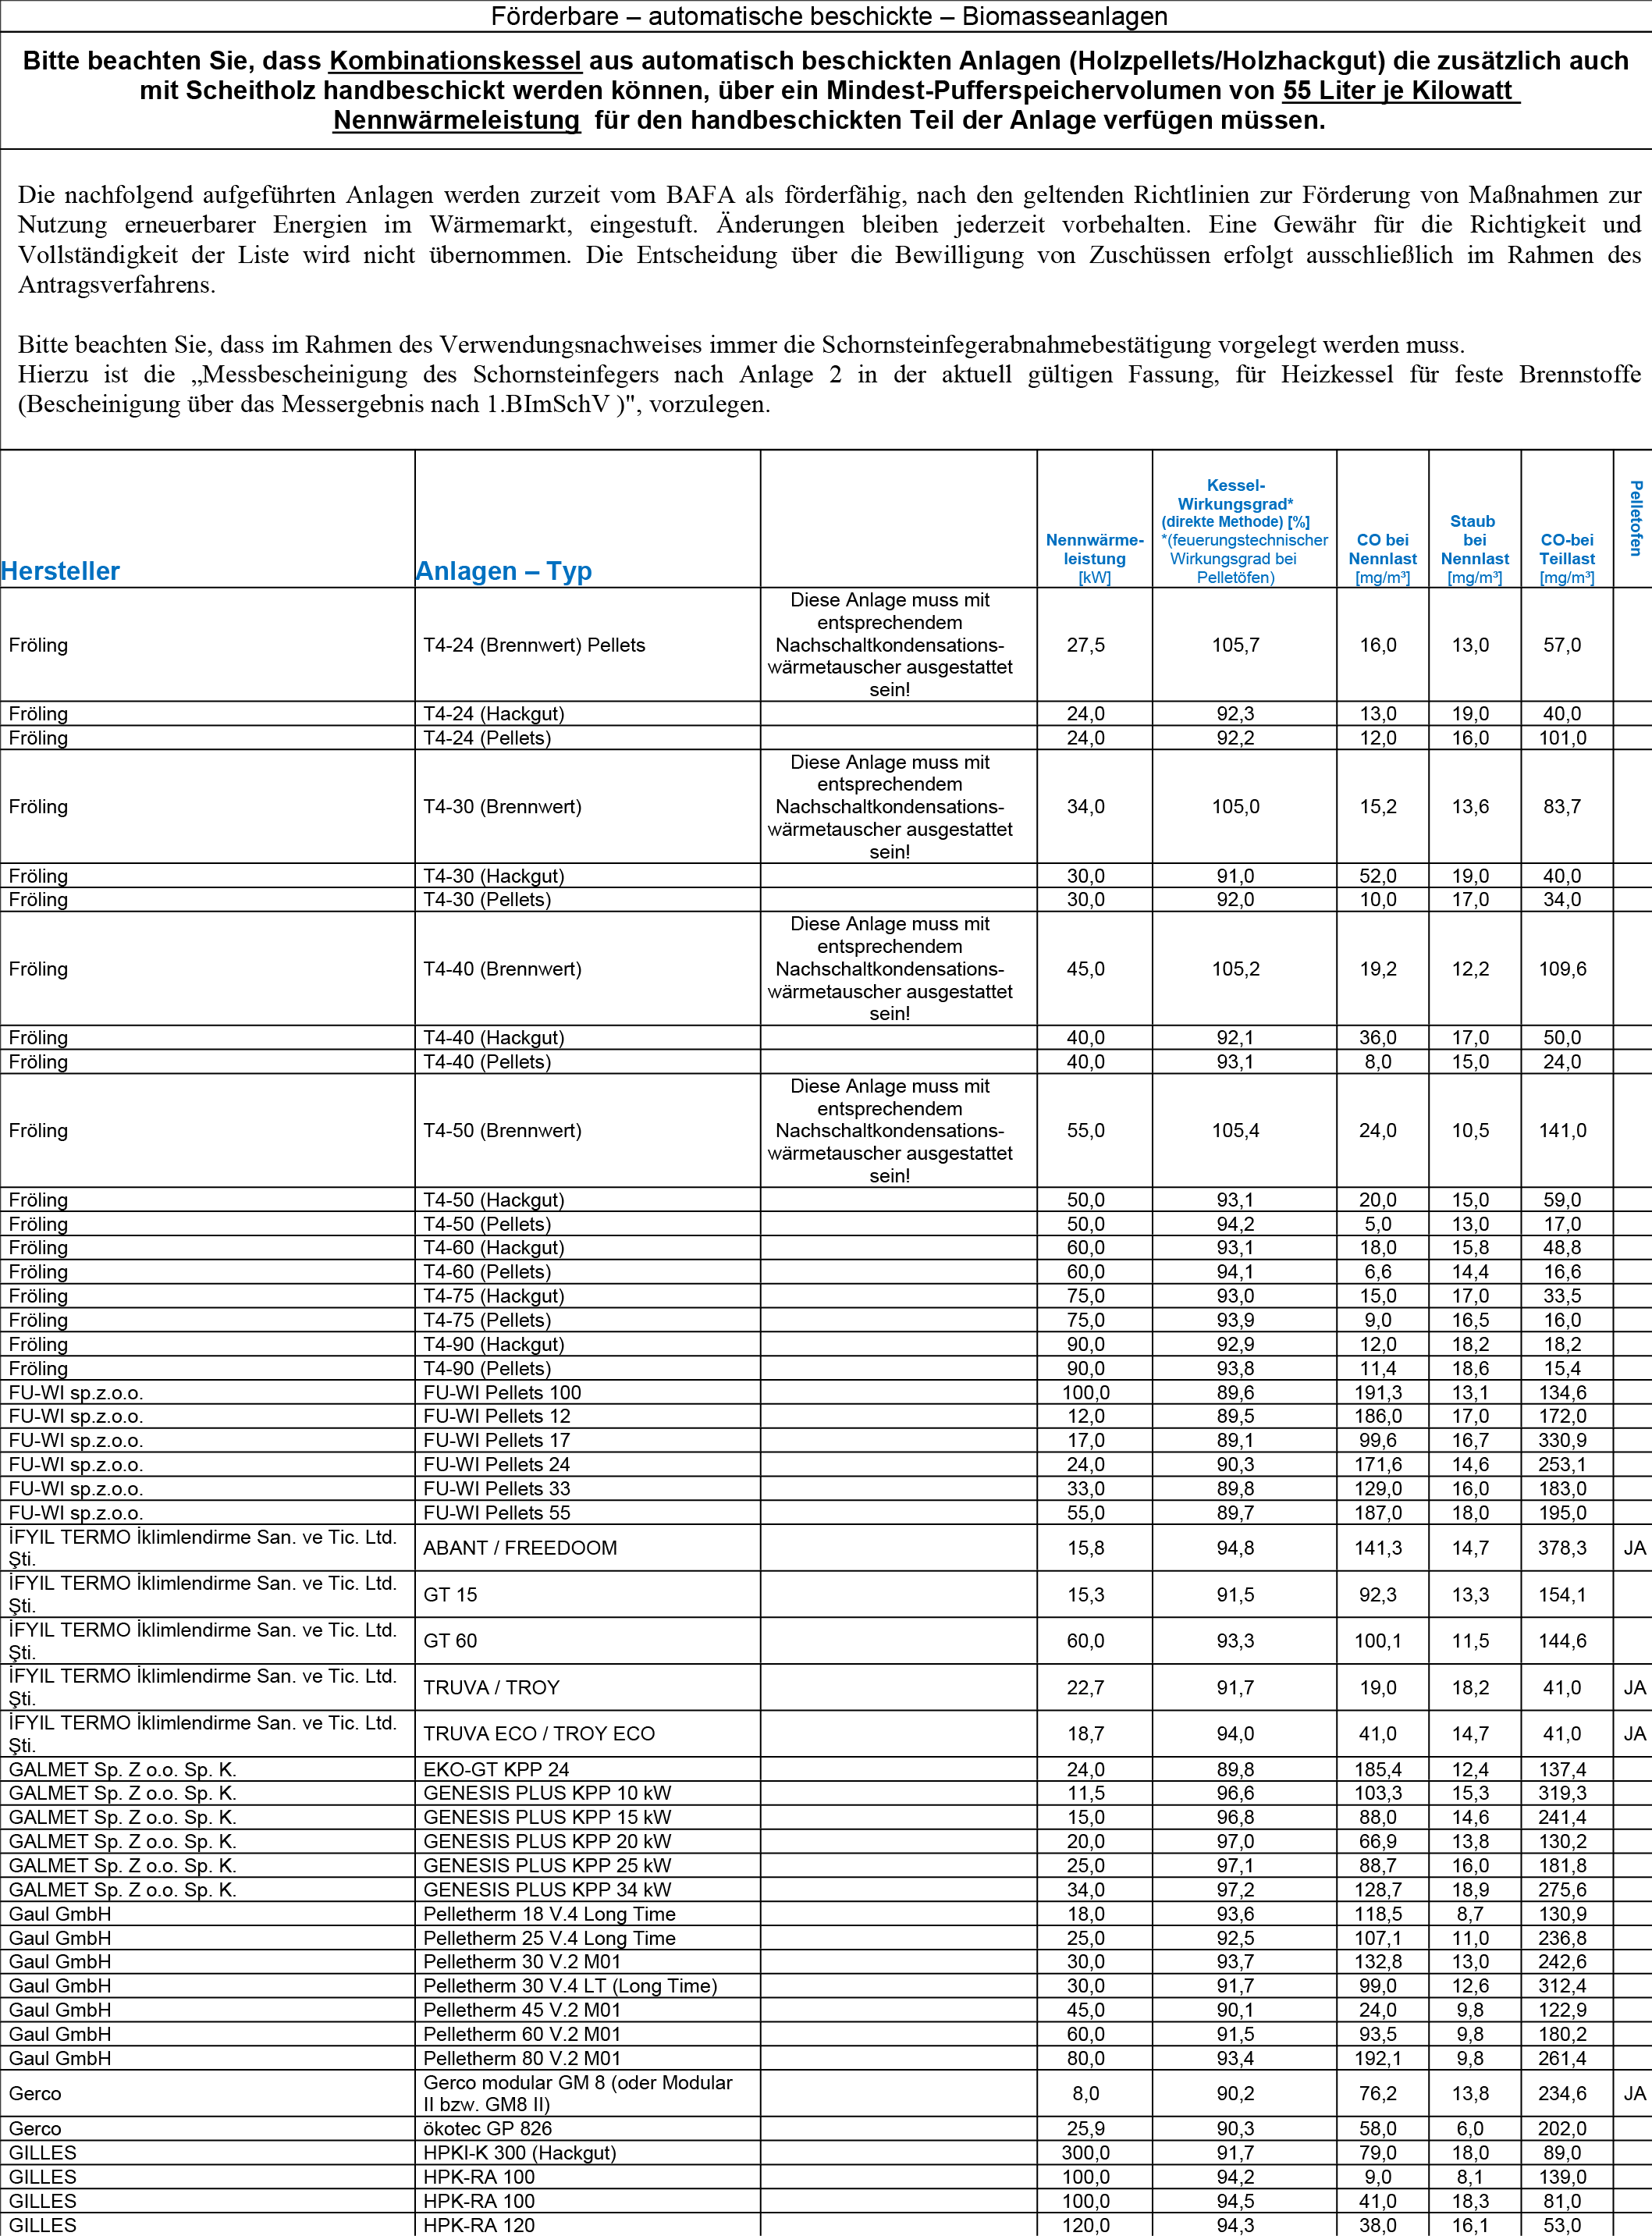 Förderbare – automatische beschickte – Biomasseanlagen
Bitte beachten Sie, dass Kombinationskessel aus automatisch beschickten Anlagen (Holzpellets/Holzhackgut) die zusätzlich auch
mit Scheitholz handbeschickt werden können, über ein Mindest-Pufferspeichervolumen von 55 Liter je Kilowatt
Nennwärmeleistung für den handbeschickten Teil der Anlage verfügen müssen.
Die nachfolgend aufgeführten Anlagen werden zurzeit vom BAFA als förderfähig, nach den geltenden Richtlinien zur Förderung von Maßnahmen zur
Nutzung erneuerbarer Energien im Wärmemarkt, eingestuft. Änderungen bleiben jederzeit vorbehalten. Eine Gewähr für die Richtigkeit und
Vollständigkeit der Liste wird nicht übernommen. Die Entscheidung über die Bewilligung von Zuschüssen erfolgt ausschließlich im Rahmen des
Antragsverfahrens.
Bitte beachten Sie, dass im Rahmen des Verwendungsnachweises immer die Schornsteinfegerabnahmebestätigung vorgelegt werden muss.
Hierzu ist die „Messbescheinigung des Schornsteinfegers nach Anlage 2 in der aktuell gültigen Fassung, für Heizkessel für feste Brennstoffe
(Bescheinigung über das Messergebnis nach 1.BImSchV )", vorzulegen.
Hersteller
Anlagen – Typ
Nennwärme-
leistung
[kW]
Kessel-
Wirkungsgrad*
(direkte Methode) [%]
*(feuerungstechnischer
Wirkungsgrad bei
Pelletöfen)
CO bei
Nennlast
[mg/m³]
Staub
bei
Nennlast
[mg/m³]
CO-bei
Teillast
[mg/m³]
Pelletofen
Diese Anlage muss mit
entsprechendem
Fröling T4-24 (Brennwert) Pellets Nachschaltkondensations- 27,5 105,7 16,0 13,0 57,0
wärmetauscher ausgestattet
sein!
Fröling T4-24 (Hackgut) 24,0 92,3 13,0 19,0 40,0
Fröling T4-24 (Pellets) 24,0 92,2 12,0 16,0 101,0
Diese Anlage muss mit
entsprechendem
Fröling T4-30 (Brennwert) Nachschaltkondensations- 34,0 105,0 15,2 13,6 83,7
wärmetauscher ausgestattet
sein!
Fröling T4-30 (Hackgut) 30,0 91,0 52,0 19,0 40,0
Fröling T4-30 (Pellets) 30,0 92,0 10,0 17,0 34,0
Diese Anlage muss mit
entsprechendem
Fröling T4-40 (Brennwert) Nachschaltkondensations- 45,0 105,2 19,2 12,2 109,6
wärmetauscher ausgestattet
sein!
Fröling T4-40 (Hackgut) 40,0 92,1 36,0 17,0 50,0
Fröling T4-40 (Pellets) 40,0 93,1 8,0 15,0 24,0
Diese Anlage muss mit
entsprechendem
Fröling T4-50 (Brennwert) Nachschaltkondensations- 55,0 105,4 24,0 10,5 141,0
wärmetauscher ausgestattet
sein!
Fröling T4-50 (Hackgut) 50,0 93,1 20,0 15,0 59,0
Fröling T4-50 (Pellets) 50,0 94,2 5,0 13,0 17,0
Fröling T4-60 (Hackgut) 60,0 93,1 18,0 15,8 48,8
Fröling T4-60 (Pellets) 60,0 94,1 6,6 14,4 16,6
Fröling T4-75 (Hackgut) 75,0 93,0 15,0 17,0 33,5
Fröling T4-75 (Pellets) 75,0 93,9 9,0 16,5 16,0
Fröling T4-90 (Hackgut) 90,0 92,9 12,0 18,2 18,2
Fröling T4-90 (Pellets) 90,0 93,8 11,4 18,6 15,4
FU-WI sp.z.o.o. FU-WI Pellets 100 100,0 89,6 191,3 13,1 134,6
FU-WI sp.z.o.o. FU-WI Pellets 12 12,0 89,5 186,0 17,0 172,0
FU-WI sp.z.o.o. FU-WI Pellets 17 17,0 89,1 99,6 16,7 330,9
FU-WI sp.z.o.o. FU-WI Pellets 24 24,0 90,3 171,6 14,6 253,1
FU-WI sp.z.o.o. FU-WI Pellets 33 33,0 89,8 129,0 16,0 183,0
FU-WI sp.z.o.o. FU-WI Pellets 55 55,0 89,7 187,0 18,0 195,0
İFYIL TERMO İklimlendirme San. ve Tic. Ltd.
Şti. ABANT / FREEDOOM 15,8 94,8 141,3 14,7 378,3 JA
İFYIL TERMO İklimlendirme San. ve Tic. Ltd.
Şti. GT 15 15,3 91,5 92,3 13,3 154,1
İFYIL TERMO İklimlendirme San. ve Tic. Ltd.
Şti. GT 60 60,0 93,3 100,1 11,5 144,6
İFYIL TERMO İklimlendirme San. ve Tic. Ltd.
Şti. TRUVA / TROY 22,7 91,7 19,0 18,2 41,0 JA
İFYIL TERMO İklimlendirme San. ve Tic. Ltd.
Şti. TRUVA ECO / TROY ECO 18,7 94,0 41,0 14,7 41,0 JA
GALMET Sp. Z o.o. Sp. K. EKO-GT KPP 24 24,0 89,8 185,4 12,4 137,4
GALMET Sp. Z o.o. Sp. K. GENESIS PLUS KPP 10 kW 11,5 96,6 103,3 15,3 319,3
GALMET Sp. Z o.o. Sp. K. GENESIS PLUS KPP 15 kW 15,0 96,8 88,0 14,6 241,4
GALMET Sp. Z o.o. Sp. K. GENESIS PLUS KPP 20 kW 20,0 97,0 66,9 13,8 130,2
GALMET Sp. Z o.o. Sp. K. GENESIS PLUS KPP 25 kW 25,0 97,1 88,7 16,0 181,8
GALMET Sp. Z o.o. Sp. K. GENESIS PLUS KPP 34 kW 34,0 97,2 128,7 18,9 275,6
Gaul GmbH Pelletherm 18 V.4 Long Time 18,0 93,6 118,5 8,7 130,9
Gaul GmbH Pelletherm 25 V.4 Long Time 25,0 92,5 107,1 11,0 236,8
Gaul GmbH Pelletherm 30 V.2 M01 30,0 93,7 132,8 13,0 242,6
Gaul GmbH Pelletherm 30 V.4 LT (Long Time) 30,0 91,7 99,0 12,6 312,4
Gaul GmbH Pelletherm 45 V.2 M01 45,0 90,1 24,0 9,8 122,9
Gaul GmbH Pelletherm 60 V.2 M01 60,0 91,5 93,5 9,8 180,2
Gaul GmbH Pelletherm 80 V.2 M01 80,0 93,4 192,1 9,8 261,4
Gerco Gerco modular GM 8 (oder Modular
II bzw. GM8 II) 8,0 90,2 76,2 13,8 234,6 JA
Gerco ökotec GP 826 25,9 90,3 58,0 6,0 202,0
GILLES HPKI-K 300 (Hackgut) 300,0 91,7 79,0 18,0 89,0
GILLES HPK-RA 100 100,0 94,2 9,0 8,1 139,0
GILLES HPK-RA 100 100,0 94,5 41,0 18,3 81,0
GILLES HPK-RA 120 120,0 94,3 38,0 16,1 53,0